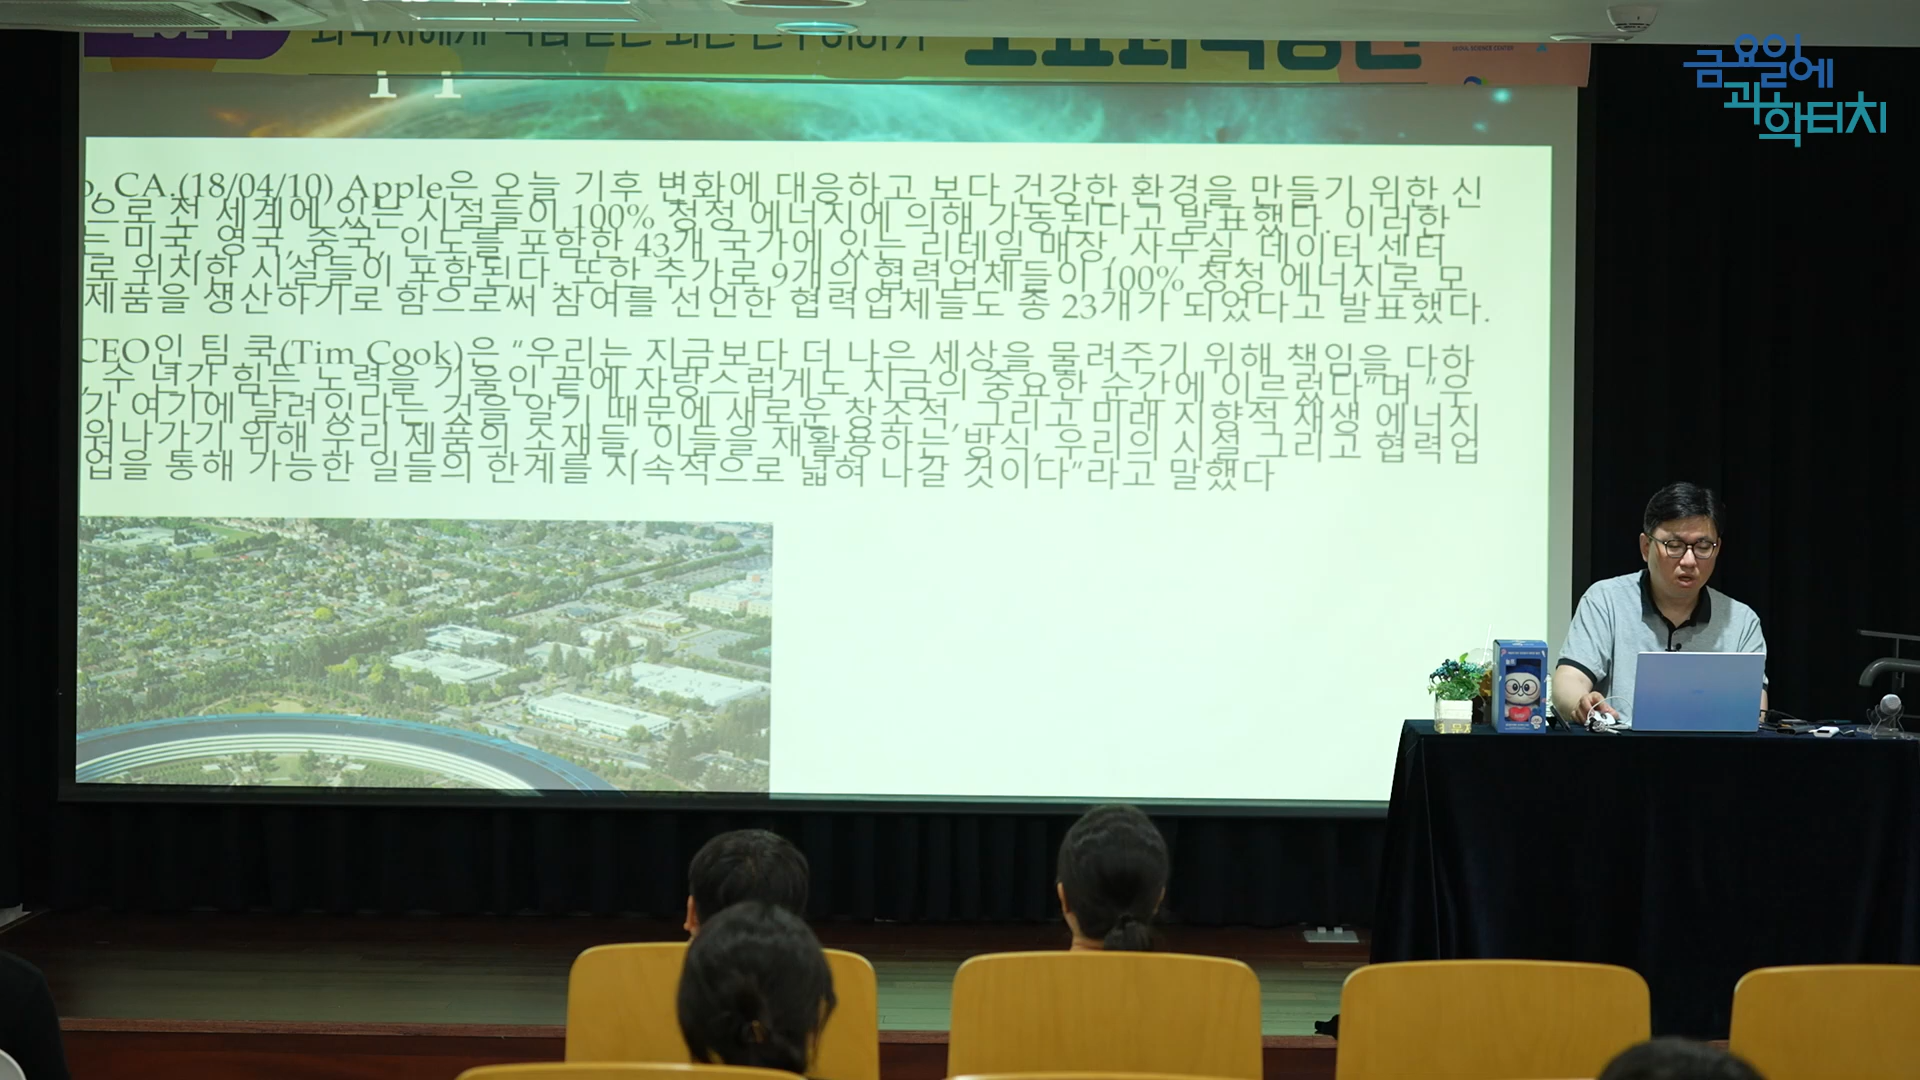 금요일에
과학터치
CA.(18/04/10) Apple은 오늘 기후 변화에 대응하고 보다 건강한 환경을 만들기 위한 신
으로 전 세계에 있는 시설들이 100% 청정 에너지에 의해 가동된다고 발표했다. 이러한
는 미국, 영국, 중국, 인도를 포함한 43개 국가에 있는 리테일 매장, 사무실, 데이터 센터
로 위치한 시설들이 포함된다. 또한 추가로 9개의 협력업체들이 100% 청정 에너지로 모
제품을 생산하기로 함으로써 참여를 선언한 협력업체들도 총 23개가 되었다고 발표했다.
CEO인 팀 쿡(Tim Cook)은 “우리는 지금보다 더 나은 세상을 물려주기 위해 책임을 다하
수 년간 힘든 노력을 기울인 끝에 자랑스럽게도 지금의 중요한 순간에 이르렀다”며 “우
가 여기에 달려있다는 것을 알기 때문에 새로운 창조적, 그리고 미래 지향적 재생 에너지
워나가기 위해 우리 제품의 소재들, 이들을 재활용하는 방식, 우리의 시설 그리고 협력업
업을 통해 가능한 일들의 한계를 지속적으로 넓혀 나갈 것이다”라고 말했다